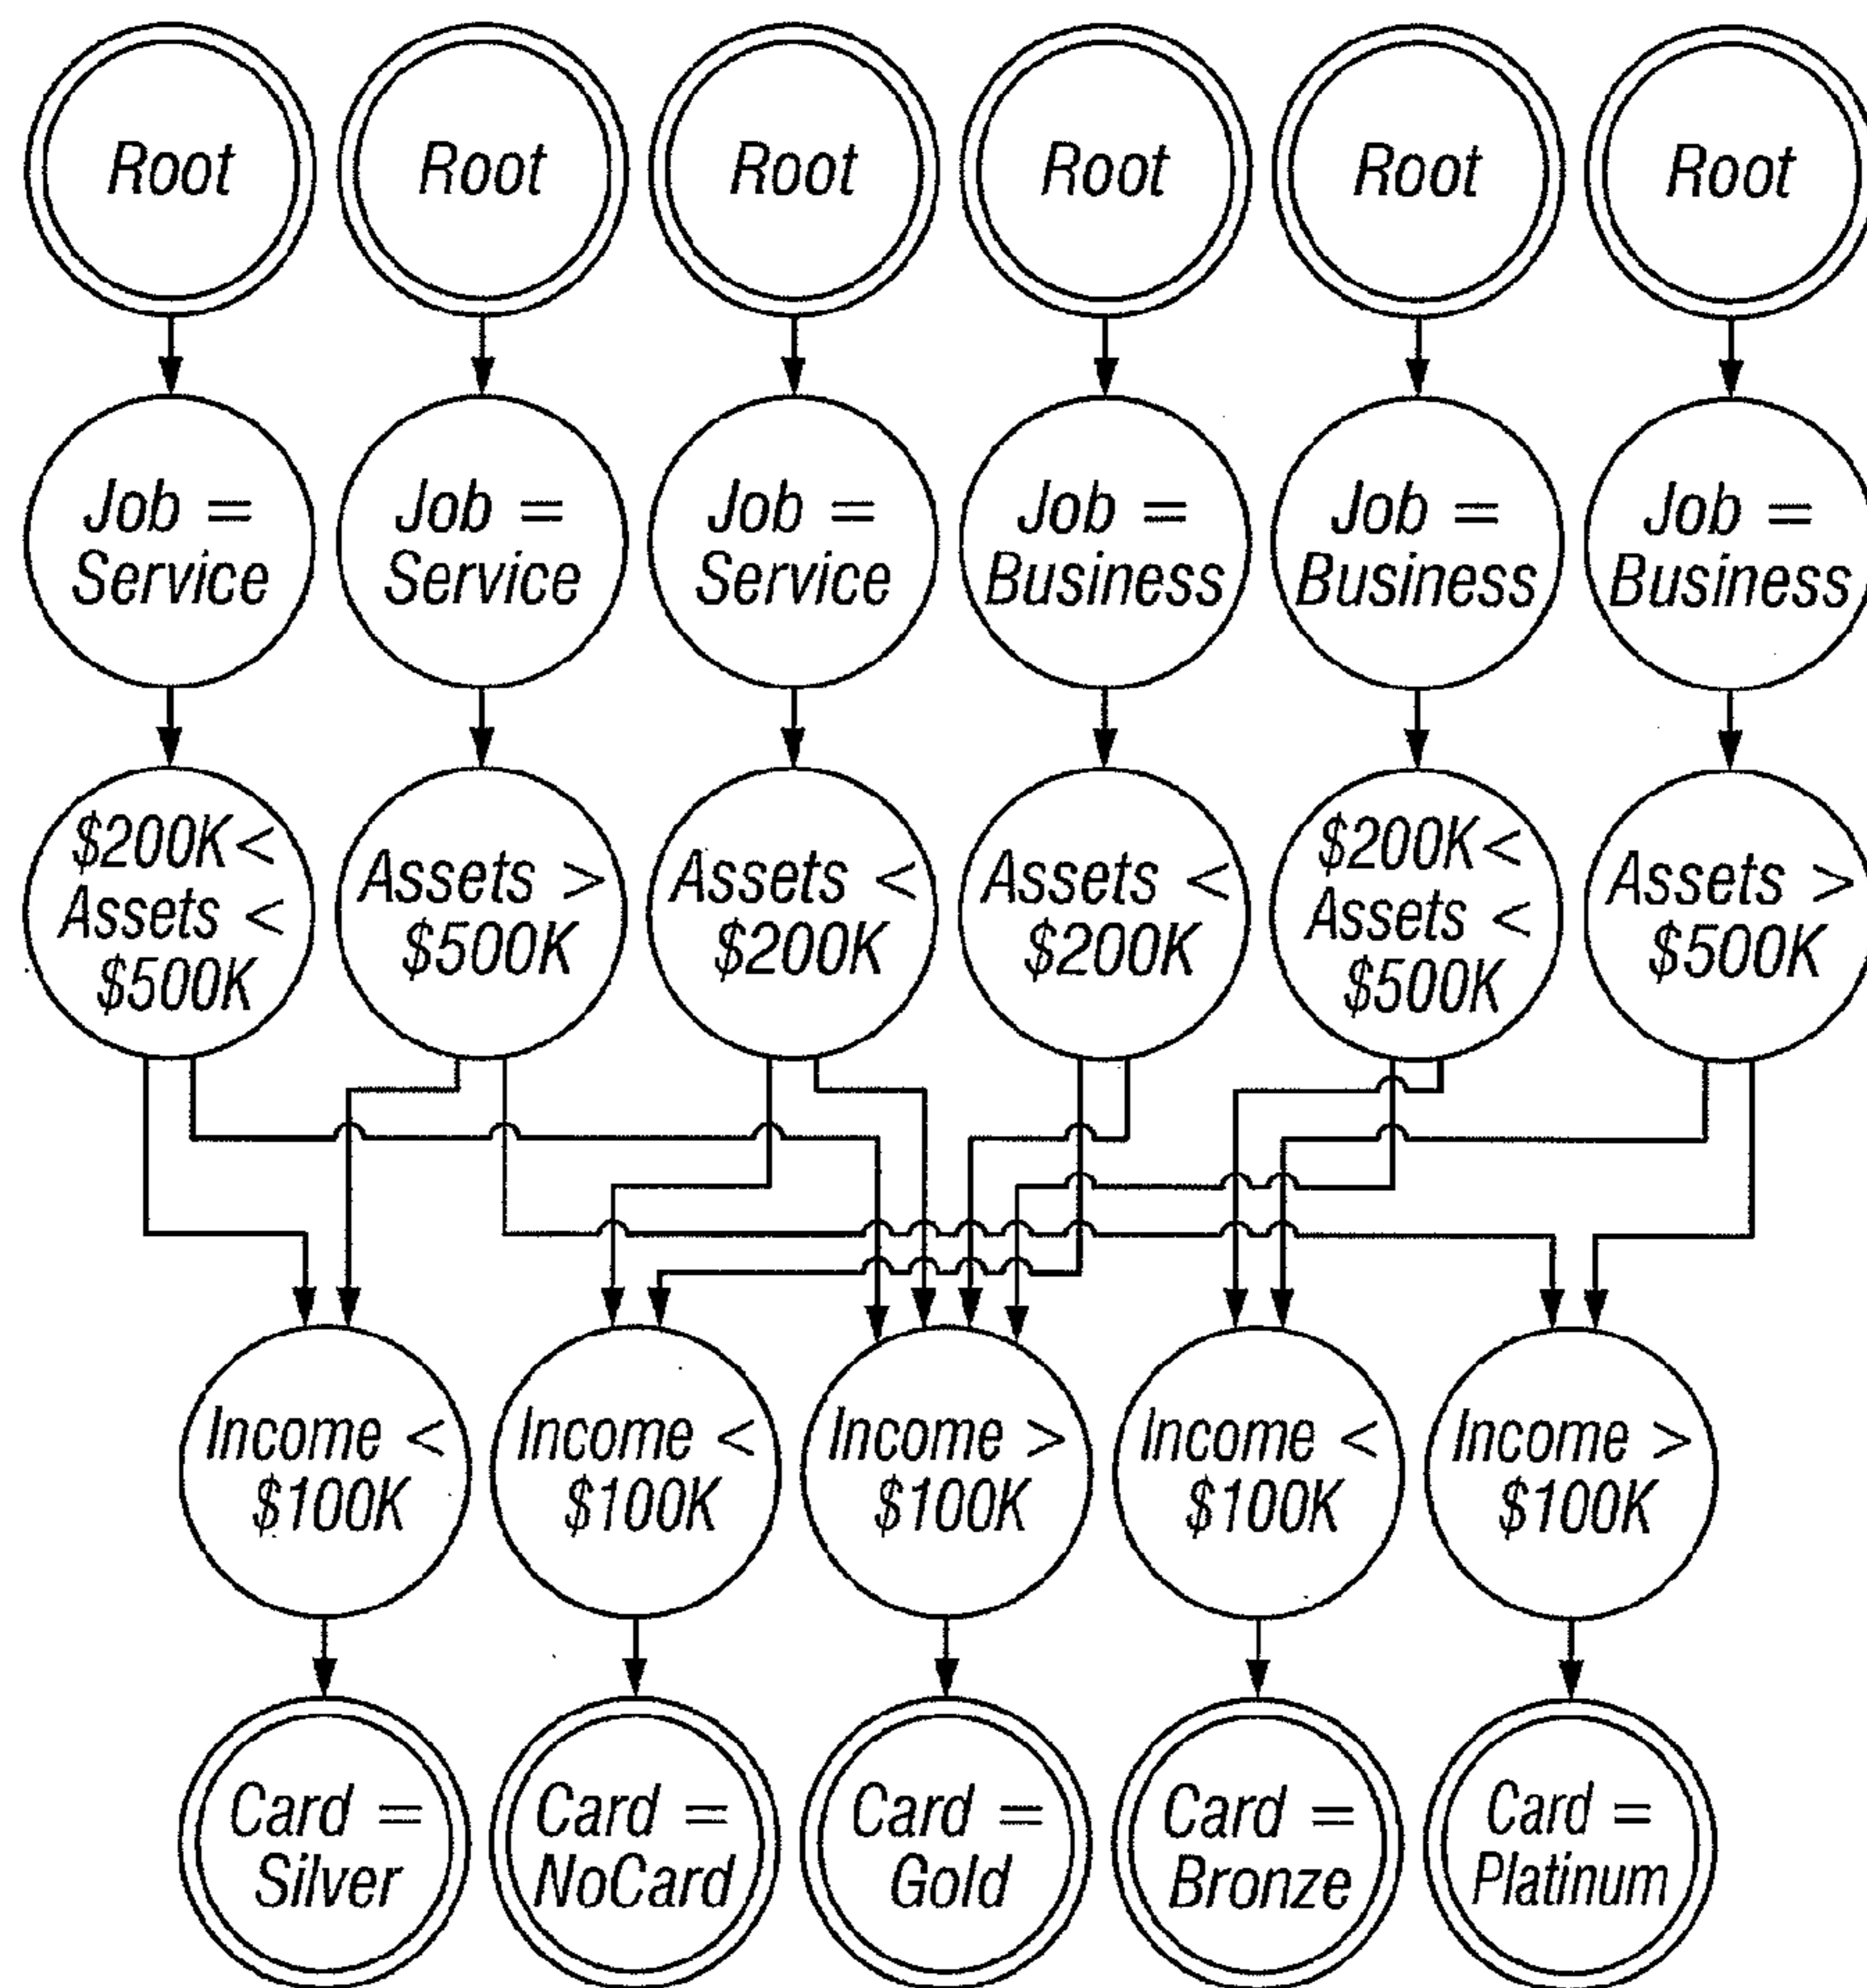 Root
Root
Root
Root
Root
Root
Job =
Service
Job =
Service
Job =
Service
Job =
Business
Job =
Business
Job =
Business
$200K<
Assets <
$500K
Assets >
$500K
Assets <
$200K
Assets <
$200K
$200K<
Assets <
$500K
Assets >
$500K
Income <
$100K
Income <
$100K
Income >
$100K
Income <
$100K
Income >
$100K
Card =
Silver
Card =
NoCard
Card =
Gold
Card =
Bronze
Card =
Platinum